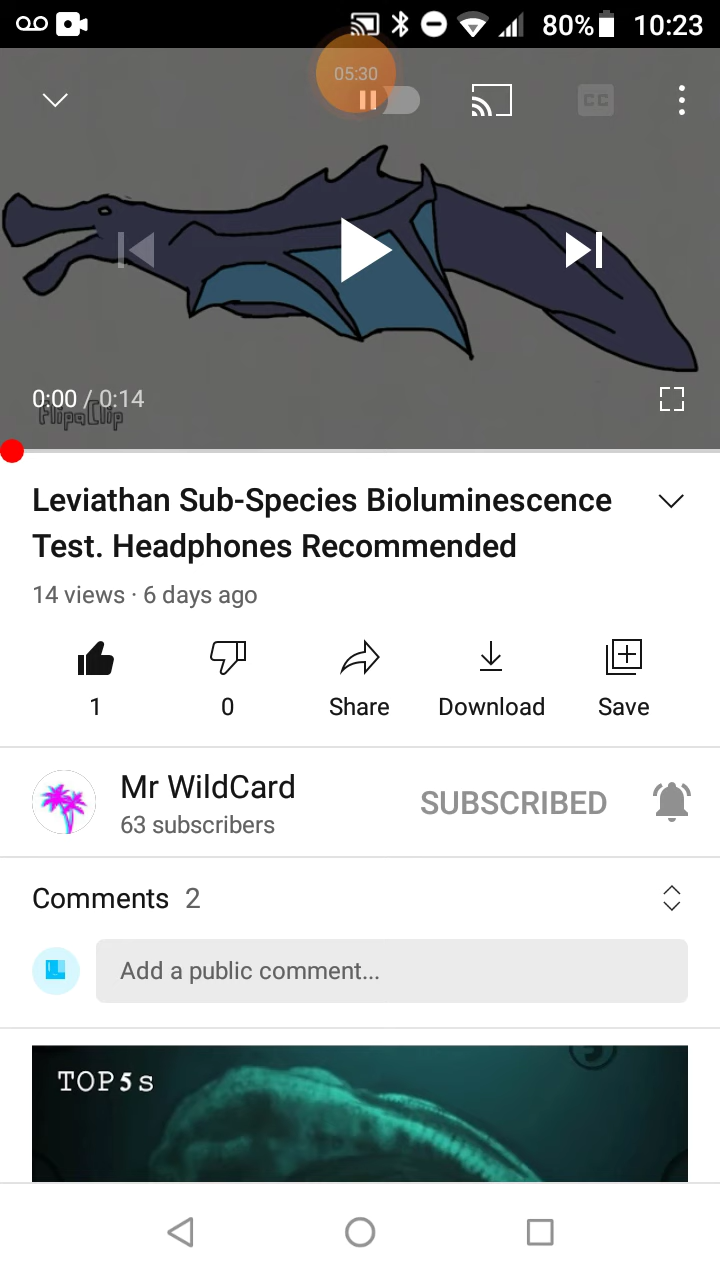 80% 10:23
05:30
CC
0:00 / 0:14
FlipaClip
Leviathan Sub-Species Bioluminescence
Test. Headphones Recommended
14 views · 6 days ago
1 0 Share Download Save
Mr WildCard
63 subscribers
SUBSCRIBED
Comments 2
Add a public comment...
TOP5s